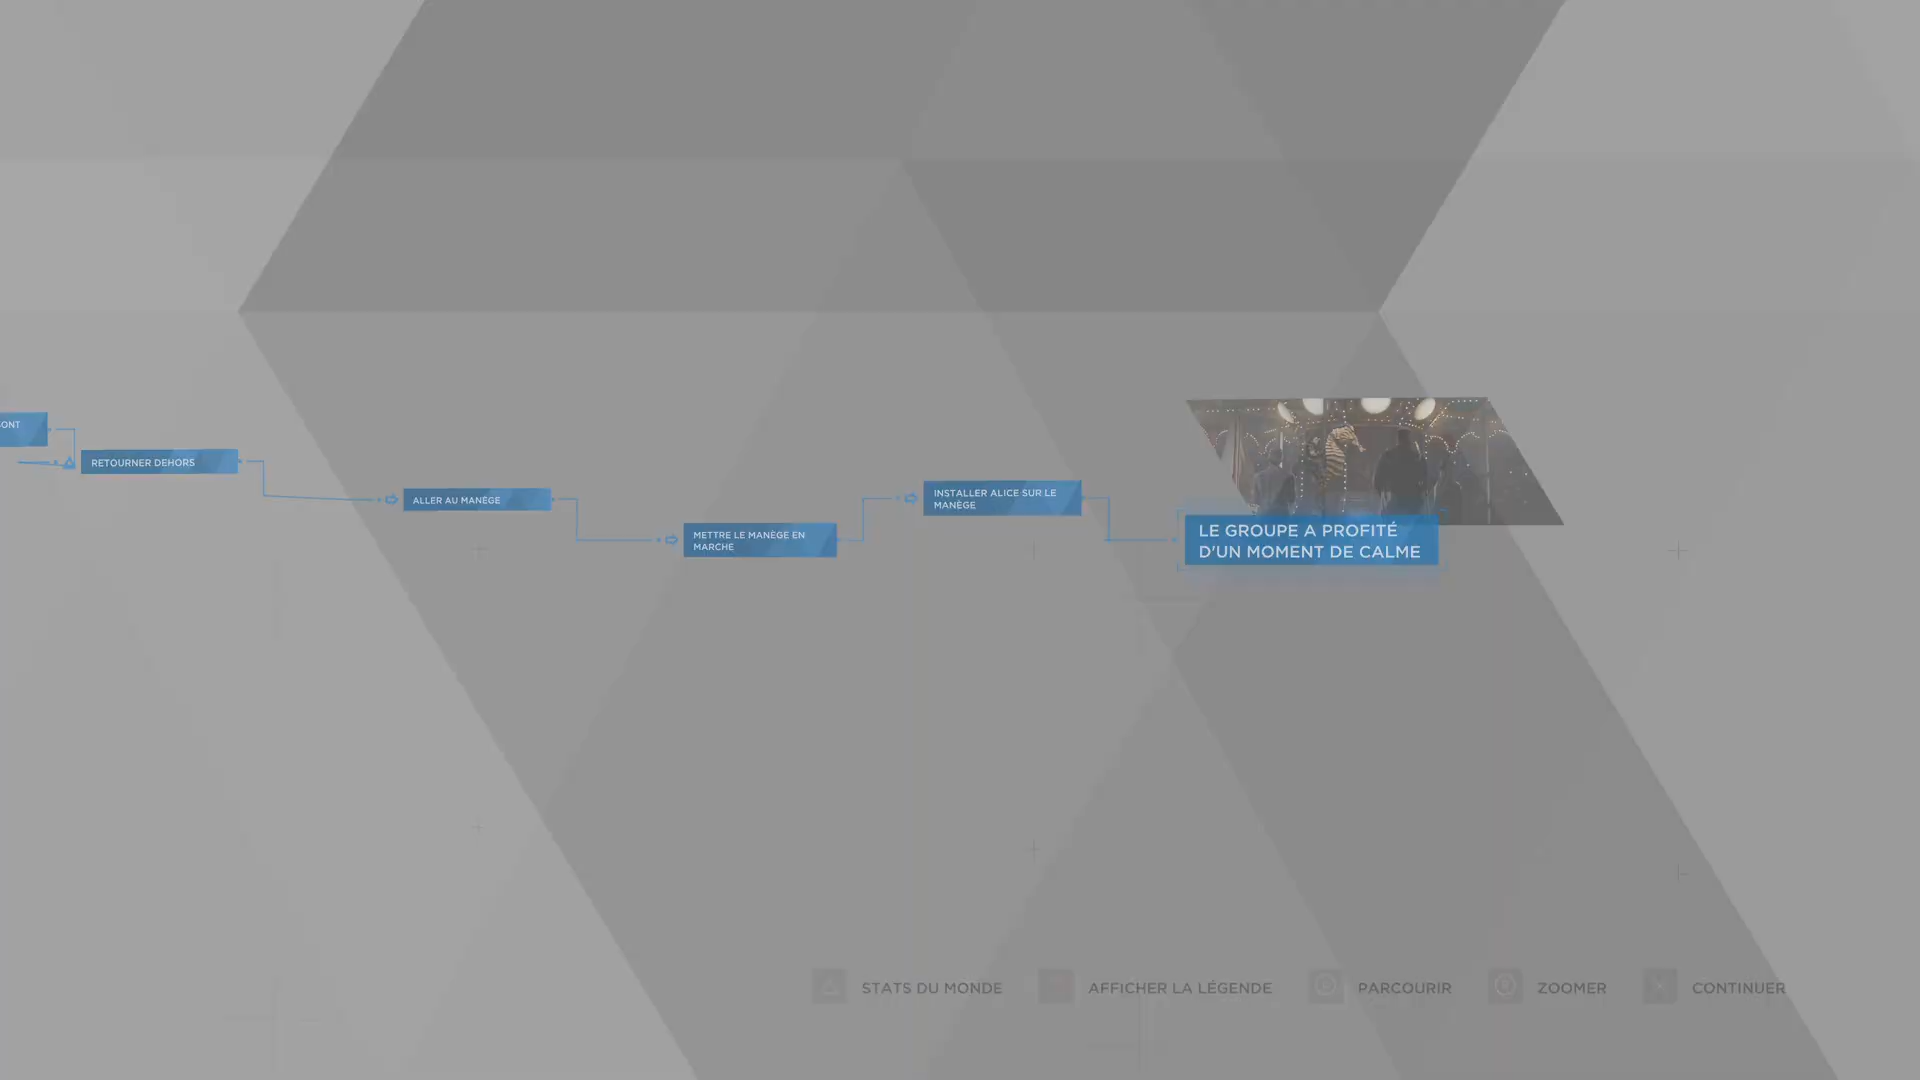 ONT
RETOURNER DEHORS
ALLER AU MANÈGE
METTRE LE MANÈGE EN
MARCHE
INSTALLER ALICE SUR LE
MANÈGE
LE GROUPE A PROFITÉ
D'UN MOMENT DE CALME
STATS DU MONDE
AFFICHER LA LÉGENDE
PARCOURIR
ZOOMER
CONTINUER